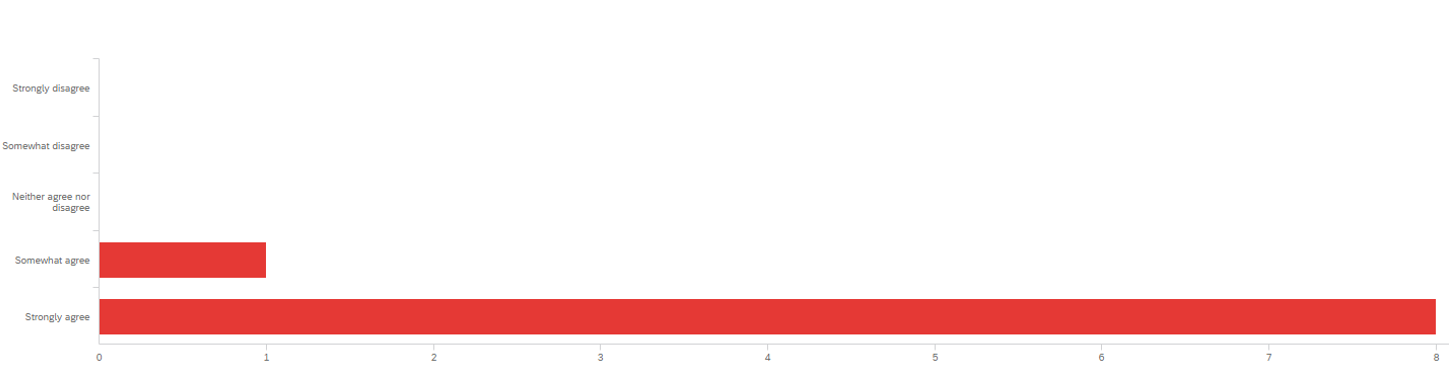 Strongly disagree
Somewhat disagree
Neither agree nor
disagree
Somewhat agree
Strongly agree
0 1 2 3 4 5 6 7 8